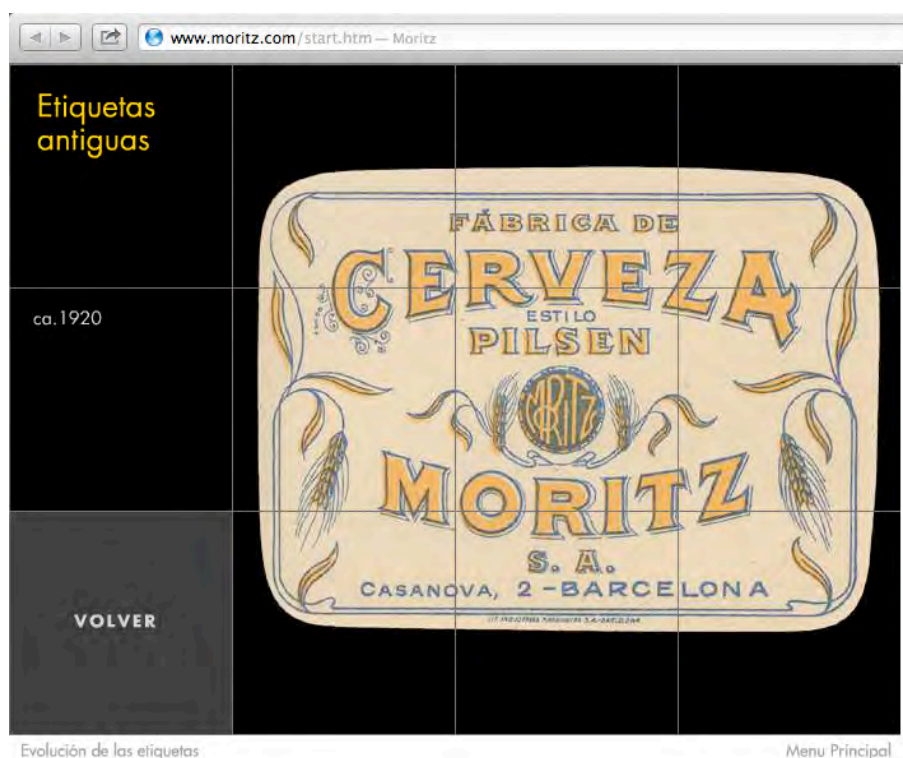 www.moritz.com/start.htm — Moritz
Etiquetas
antiguas
ca.1920
FÁBRICA DE
CERVEZA
ESTILO
PILSEN
MORITZ
MORITZ
S. A.
CASANOVA, 2-BARCELONA
VOLVER
Evolución de las etiquetas
Menu Principal